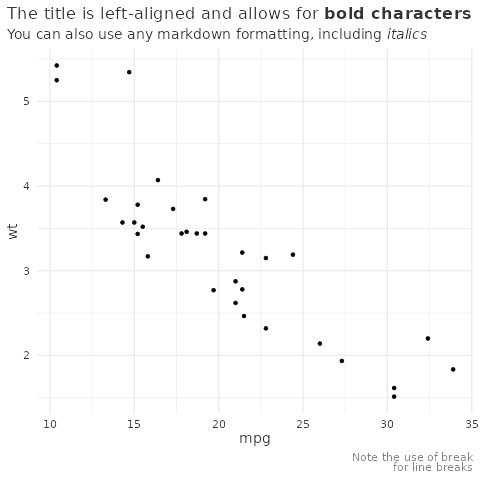 The title is left-aligned and allows for bold characters
You can also use any markdown formatting, including italics
5
4
3
2
wt
10 15 20 25 30 35
mpg
Note the use of break
for line breaks